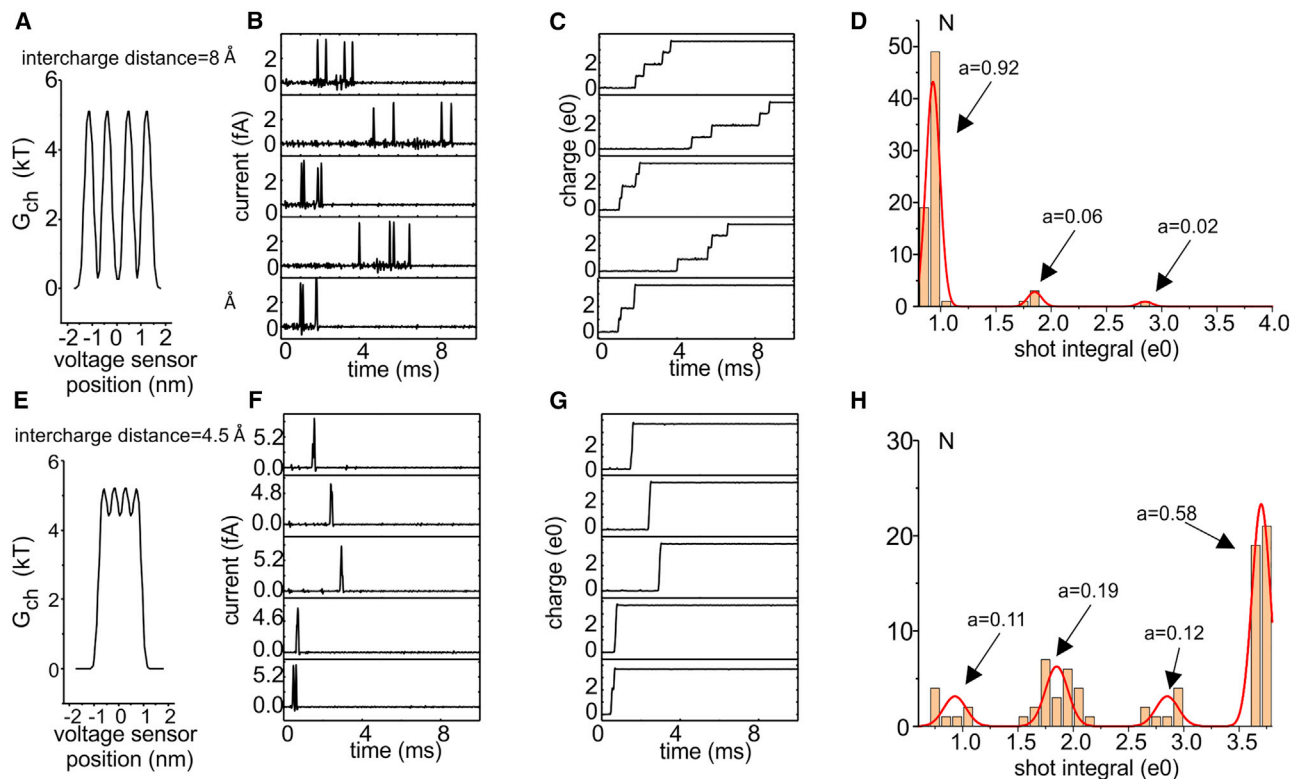 A
intercharge distance=8 Å
G_ch (kT)
6
4
2
0
-2 -1 0 1 2
voltage sensor
position (nm)
B
current (fA)
2
0
2
0
2
0
2
0
2
0
Å
0 4 8
time (ms)
C
charge (e0)
2
0
2
0
2
0
2
0
2
0
0 4 8
time (ms)
D
N
50
40
30
20
10
0
a=0.92
a=0.06
a=0.02
1.0 1.5 2.0 2.5 3.0 3.5 4.0
shot integral (e0)
E
intercharge distance=4.5 Å
G_ch (kT)
6
4
2
0
-2 -1 0 1 2
voltage sensor
position (nm)
F
current (fA)
5.2
0.0
4.8
0.0
5.2
0.0
4.6
0.0
5.2
0.0
0 4 8
time (ms)
G
charge (e0)
2
0
2
0
2
0
2
0
2
0
0 4 8
time (ms)
H
N
30
20
10
0
a=0.11
a=0.19
a=0.12
a=0.58
1.0 1.5 2.0 2.5 3.0 3.5
shot integral (e0)